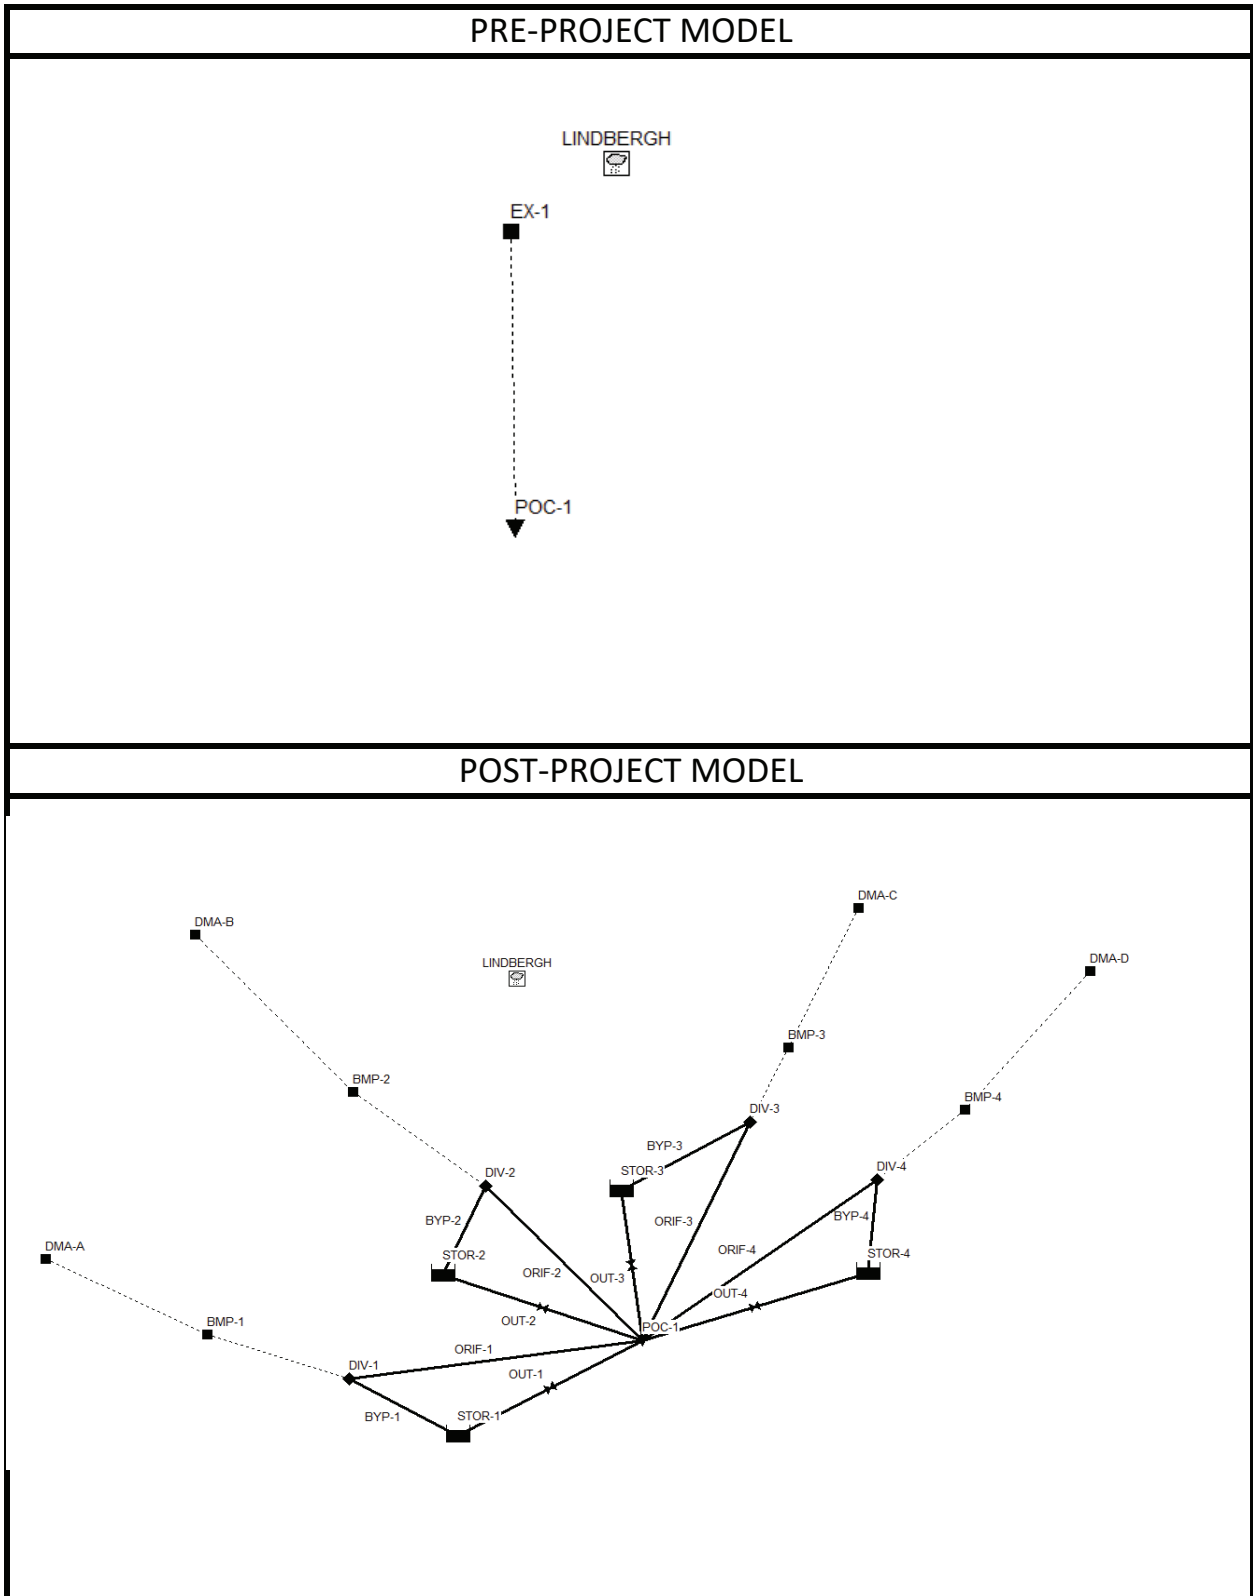 PRE-PROJECT MODEL
LINDBERGH
EX-1
POC-1
POST-PROJECT MODEL
DMA-C
DMA-B
DMA-D
LINDBERGH
BMP-3
BMP-2
BMP-4
DIV-3
BYP-3
DIV-2
STOR-3
DIV-4
BYP-2
ORIF-3
BYP-4
DMA-A
STOR-2
ORIF-4
STOR-4
ORIF-2
OUT-3
OUT-4
BMP-1
OUT-2
POC-1
ORIF-1
DIV-1
OUT-1
BYP-1
STOR-1